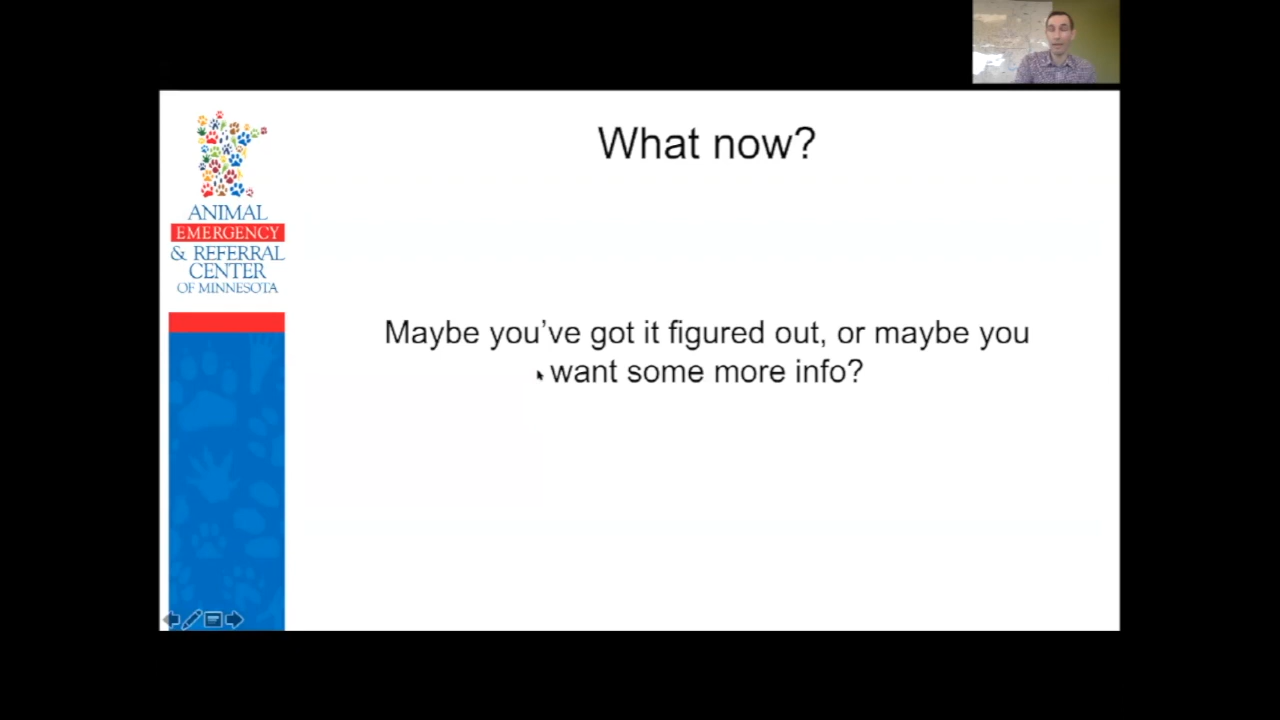 What now?
ANIMAL
EMERGENCY
& REFERRAL
CENTER
OF MINNESOTA
Maybe you’ve got it figured out, or maybe you
want some more info?